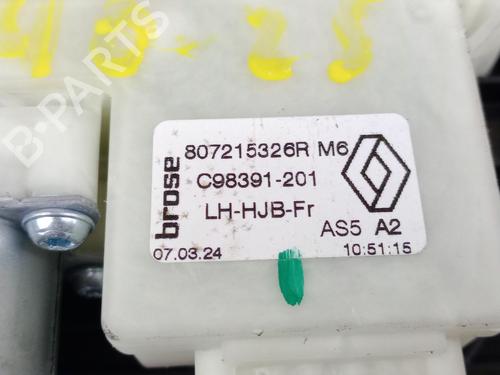 B-PARTS
brose
807215326R M6
C98391-201
LH-HJB-Fr
AS5 A2
07.03.24
10:51:15